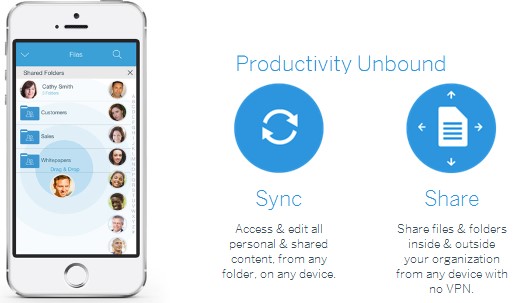 Files
Shared Folders
Cathy Smith
2 Folders
Customers
Sales
Whitepapers
Drag & Drop
Productivity Unbound
Sync
Access & edit all
personal & shared
content, from any
folder, on any device.
Share
Share files & folders
inside & outside
your organization
from any device with
no VPN.